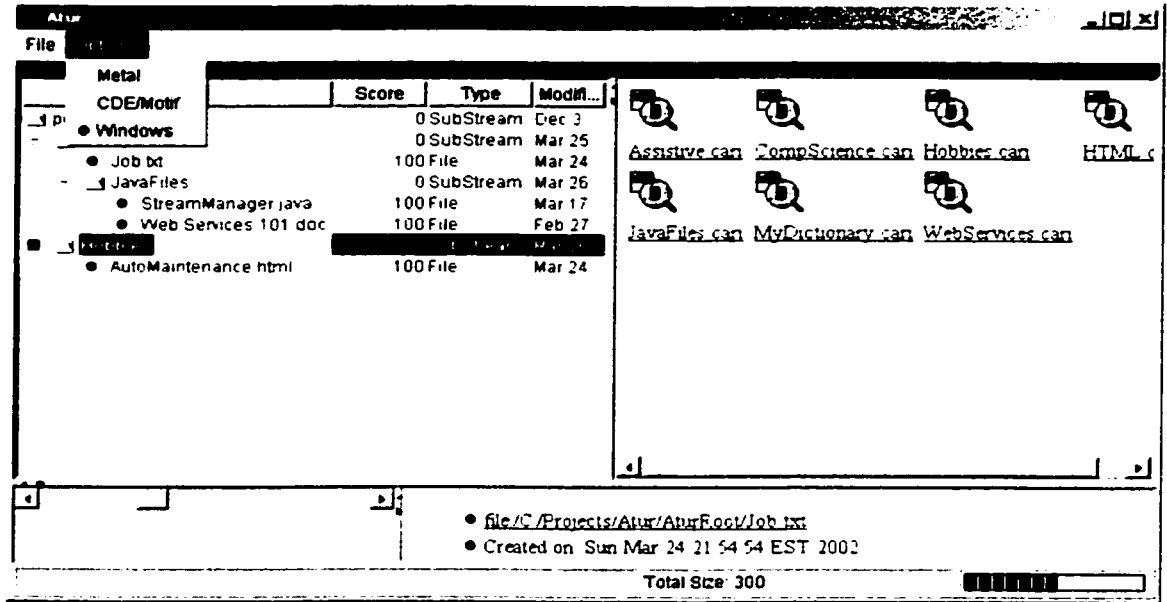 Atur
File
Metal
CDE/Motif
Windows
Score Type Modifi...
0 SubStream Dec 3
0 SubStream Mar 25
Job txt 100 File Mar 24
JavaFiles 0 SubStream Mar 26
StreamManager java 100 File Mar 17
Web Services 101 doc 100 File Feb 27
Hobbies
AutoMaintenance html 100 File Mar 24
Assistive can CompScience can Hobbies can HTML c
JavaFiles can MyDictionary can WebServices can
file /C /Projects/Atur/AturRoot/Job txt
Created on Sun Mar 24 21 54 54 EST 2002
Total Size: 300